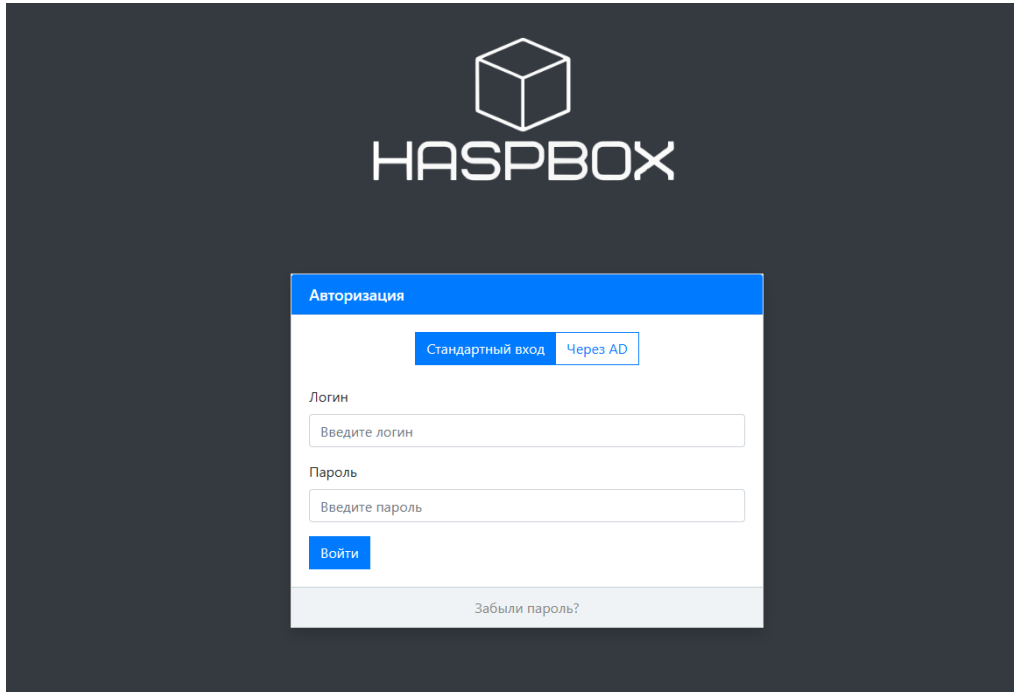 HASPBOX
Авторизация
Стандартный вход Через AD
Логин
Введите логин
Пароль
Введите пароль
Войти
Забыли пароль?